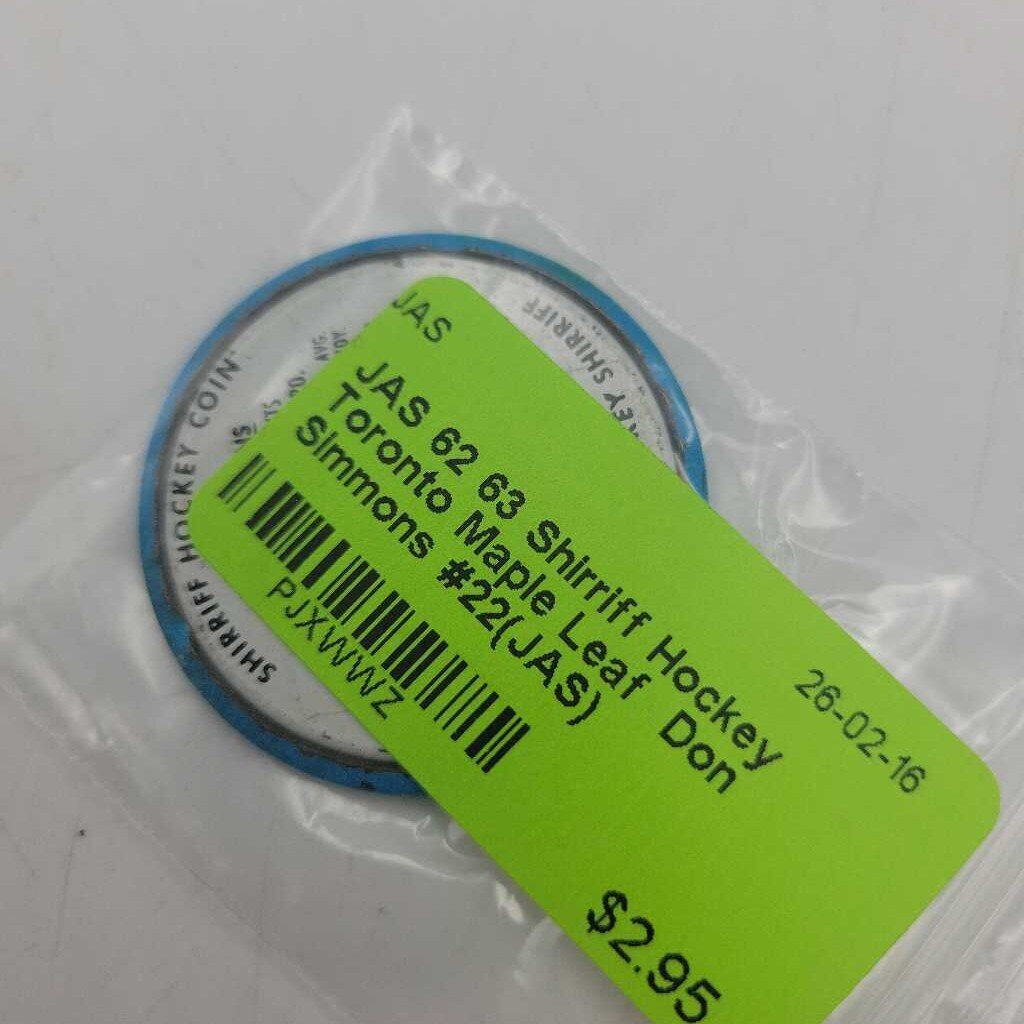 JAS
JAS 62 63 Shirriff Hockey
Toronto Maple Leaf Don
Simmons #22(JAS)
PJXWWZ
26-02-16
$2.95
SHIRRIFF HOCKEY COIN
SHIRRIFF
AVG.